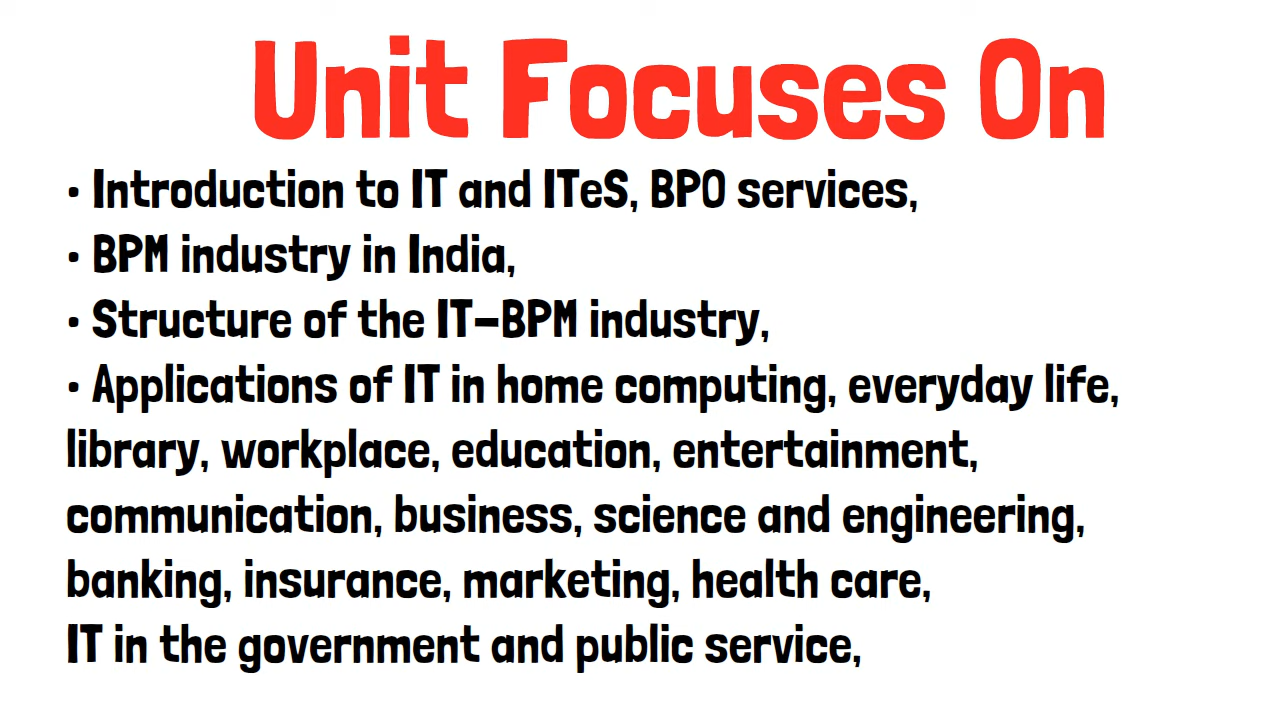 Unit Focuses On
• Introduction to IT and ITeS, BPO services,
• BPM industry in India,
• Structure of the IT-BPM industry,
• Applications of IT in home computing, everyday life,
library, workplace, education, entertainment,
communication, business, science and engineering,
banking, insurance, marketing, health care,
IT in the government and public service,